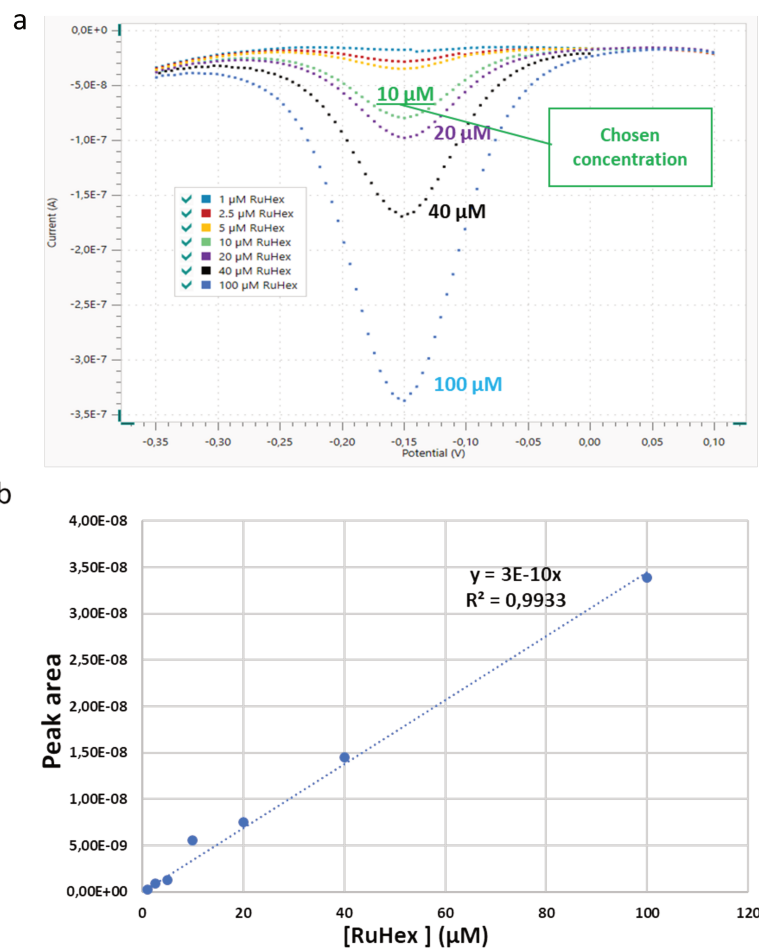 a
0,0E+0
-5,0E-8
-1,0E-7
-1,5E-7
-2,0E-7
-2,5E-7
-3,0E-7
-3,5E-7
Current (A)
10 µM
20 µM
40 µM
100 µM
Chosen
concentration
1 µM RuHex
2.5 µM RuHex
5 µM RuHex
10 µM RuHex
20 µM RuHex
40 µM RuHex
100 µM RuHex
-0,35 -0,30 -0,25 -0,20 -0,15 -0,10 -0,05 0,00 0,05 0,10
Potential (V)
b
4,00E-08
3,50E-08
3,00E-08
2,50E-08
2,00E-08
1,50E-08
1,00E-08
5,00E-09
0,00E+00
Peak area
y = 3E-10x
R² = 0,9933
0 20 40 60 80 100 120
[RuHex ] (µM)